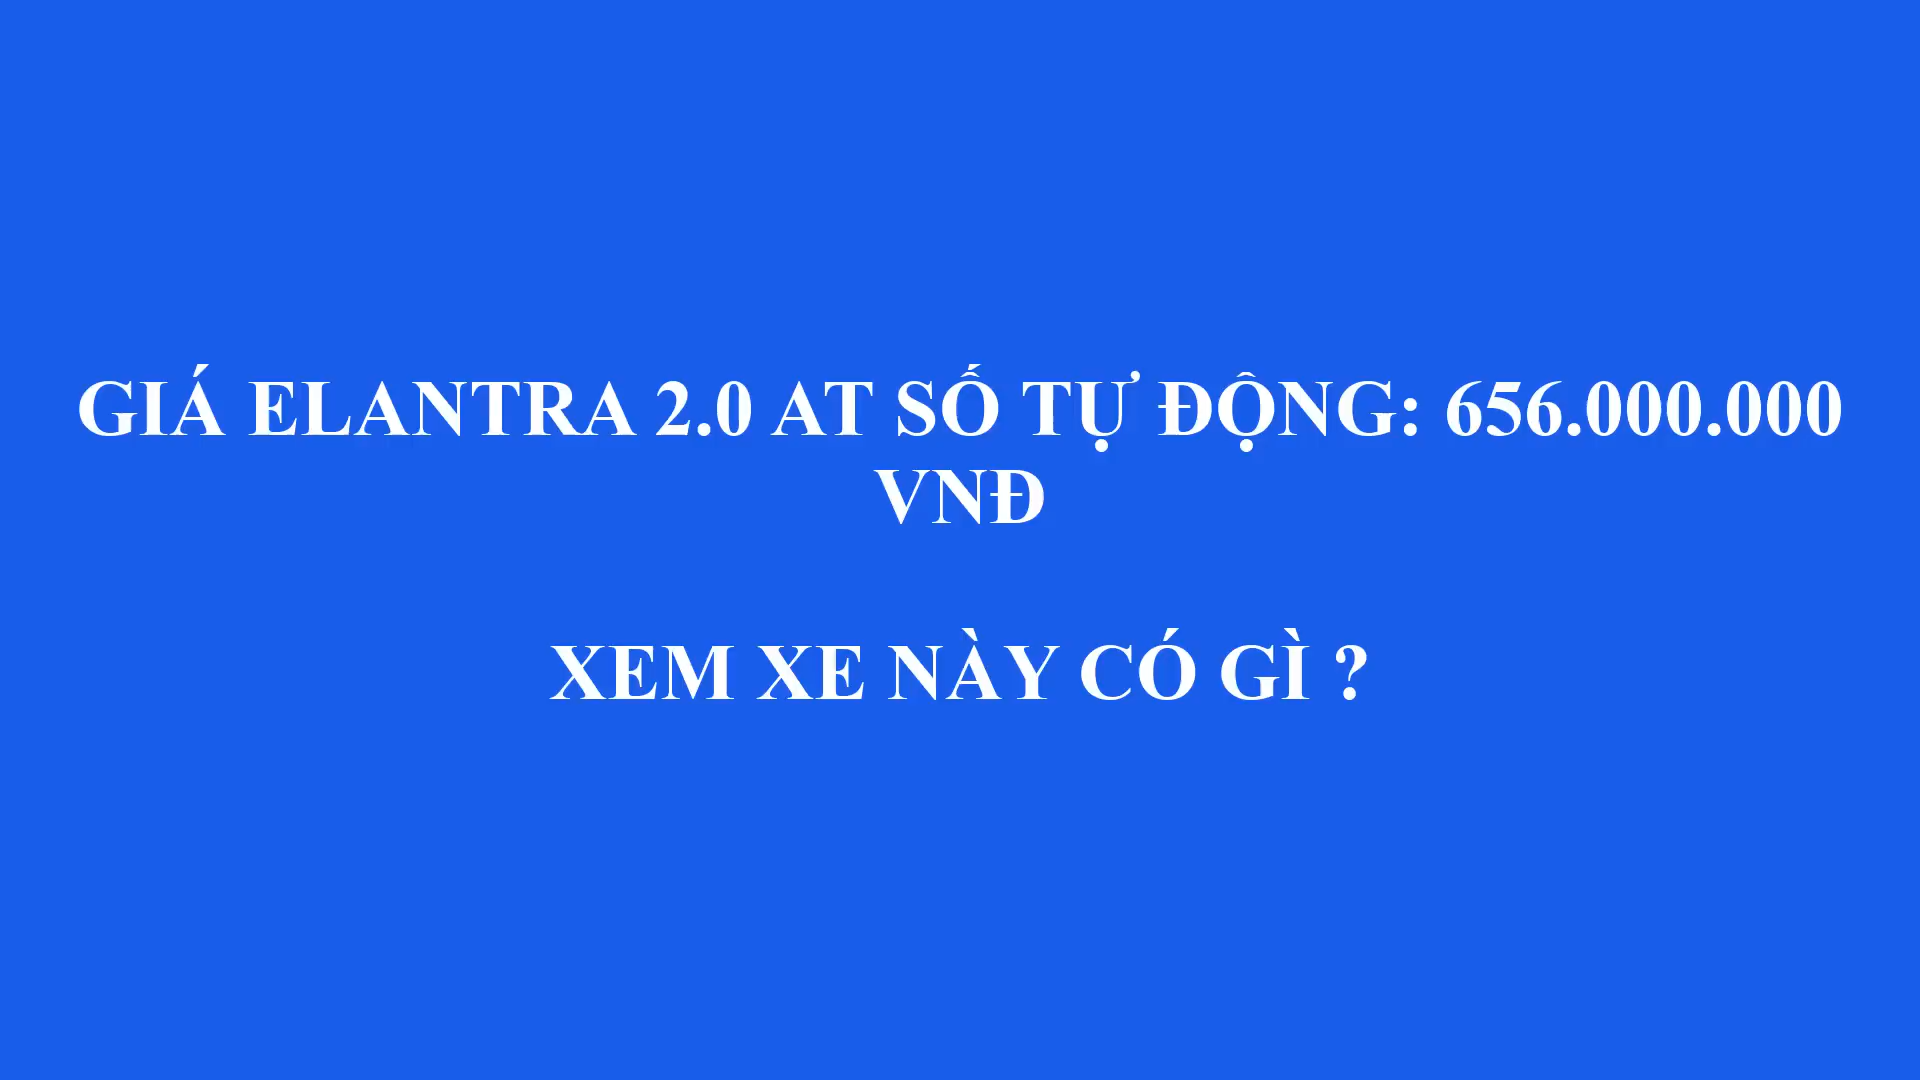 GIÁ ELANTRA 2.0 AT SỐ TỰ ĐỘNG: 656.000.000
VNĐ
XEM XE NÀY CÓ GÌ ?